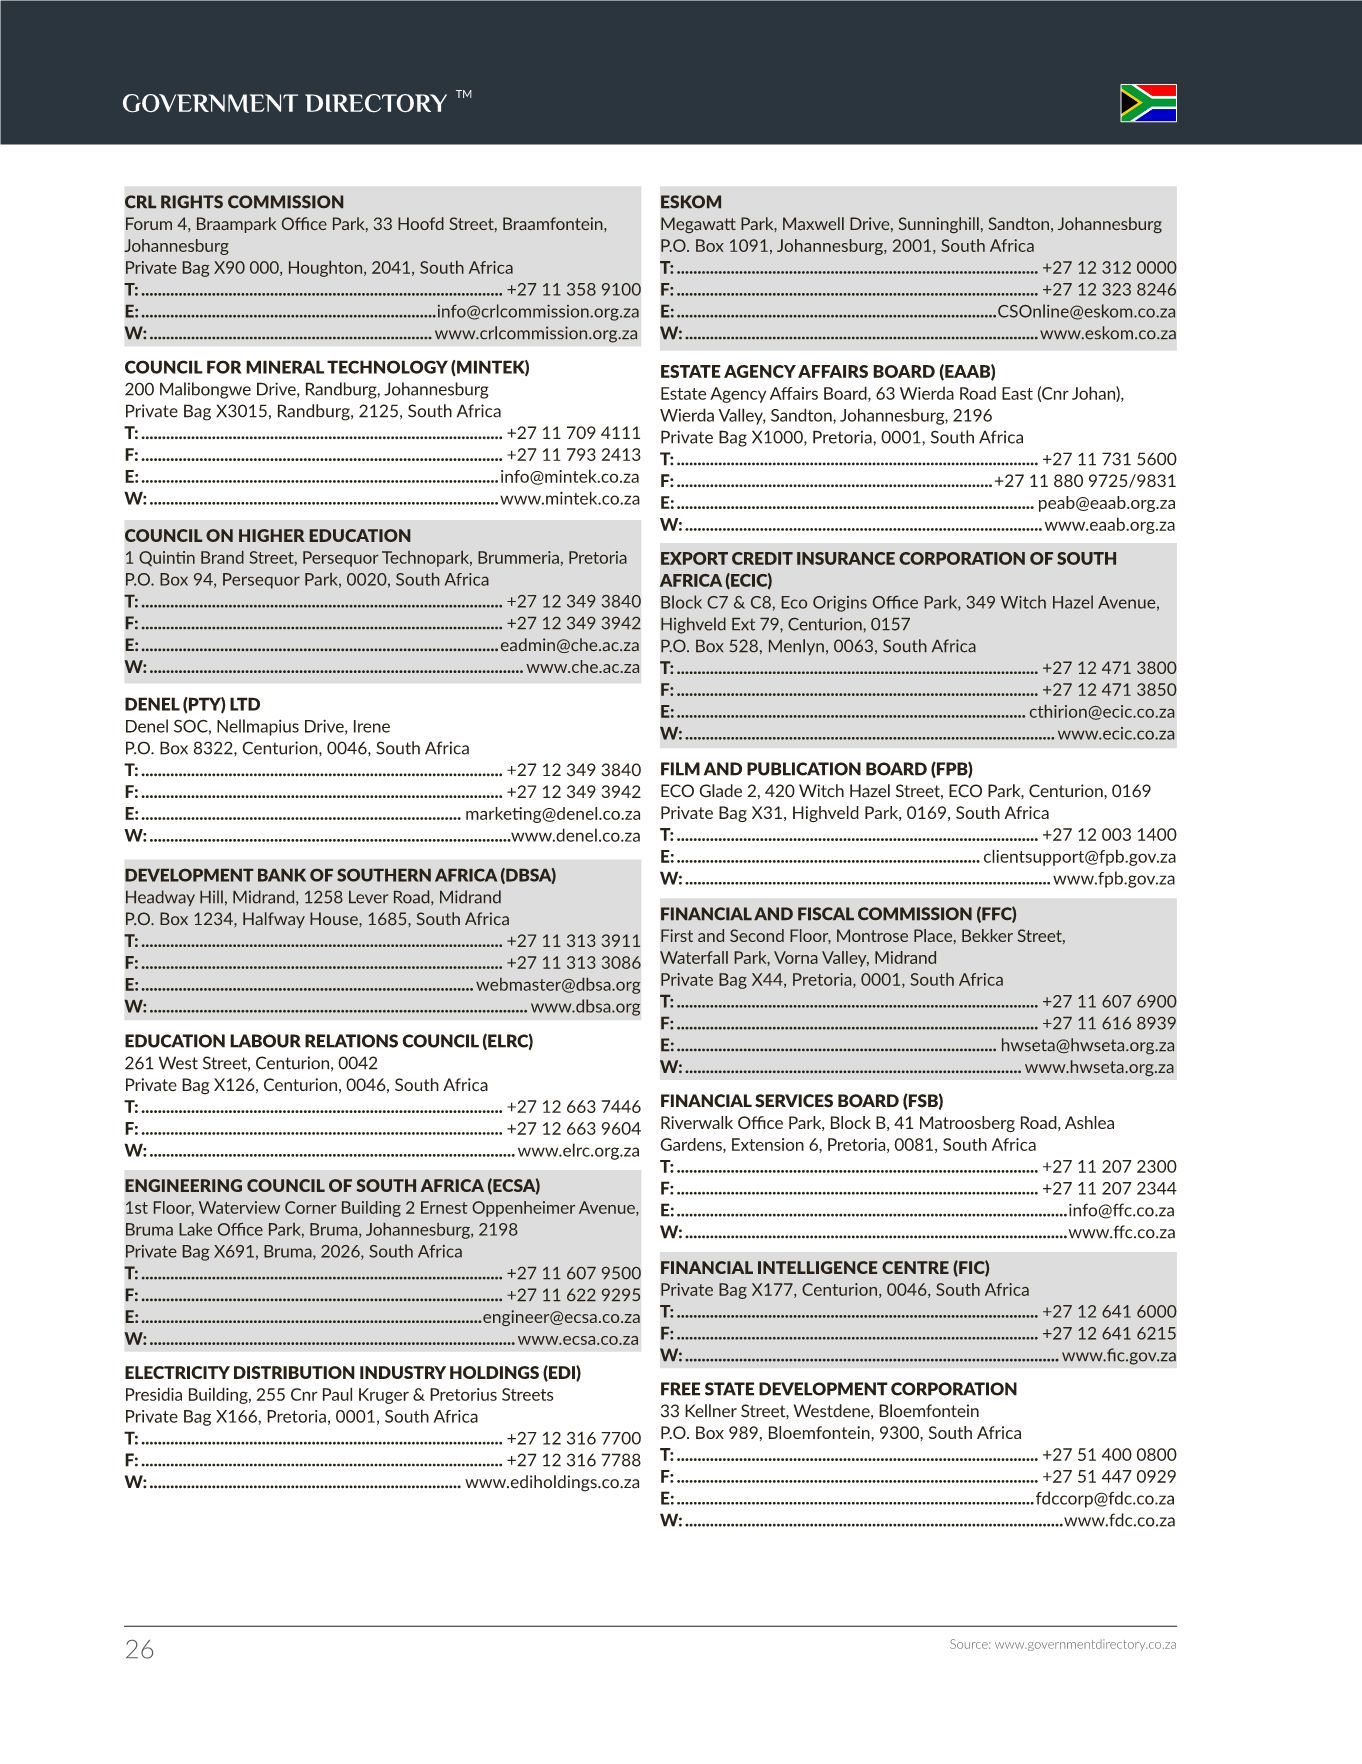 GOVERNMENT DIRECTORY ™
CRL RIGHTS COMMISSION
Forum 4, Braampark Office Park, 33 Hoofd Street, Braamfontein,
Johannesburg
Private Bag X90 000, Houghton, 2041, South Africa
T: +27 11 358 9100
E: info@crlcommission.org.za
W: www.crlcommission.org.za
COUNCIL FOR MINERAL TECHNOLOGY (MINTEK)
200 Malibongwe Drive, Randburg, Johannesburg
Private Bag X3015, Randburg, 2125, South Africa
T: +27 11 709 4111
F: +27 11 793 2413
E: info@mintek.co.za
W: www.mintek.co.za
COUNCIL ON HIGHER EDUCATION
1 Quintin Brand Street, Persequor Technopark, Brummeria, Pretoria
P.O. Box 94, Persequor Park, 0020, South Africa
T: +27 12 349 3840
F: +27 12 349 3942
E: eadmin@che.ac.za
W: www.che.ac.za
DENEL (PTY) LTD
Denel SOC, Nellmapius Drive, Irene
P.O. Box 8322, Centurion, 0046, South Africa
T: +27 12 349 3840
F: +27 12 349 3942
E: marketing@denel.co.za
W: www.denel.co.za
DEVELOPMENT BANK OF SOUTHERN AFRICA (DBSA)
Headway Hill, Midrand, 1258 Lever Road, Midrand
P.O. Box 1234, Halfway House, 1685, South Africa
T: +27 11 313 3911
F: +27 11 313 3086
E: webmaster@dbsa.org
W: www.dbsa.org
EDUCATION LABOUR RELATIONS COUNCIL (ELRC)
261 West Street, Centurion, 0042
Private Bag X126, Centurion, 0046, South Africa
T: +27 12 663 7446
F: +27 12 663 9604
W: www.elrc.org.za
ENGINEERING COUNCIL OF SOUTH AFRICA (ECSA)
1st Floor, Waterview Corner Building 2 Ernest Oppenheimer Avenue,
Bruma Lake Office Park, Bruma, Johannesburg, 2198
Private Bag X691, Bruma, 2026, South Africa
T: +27 11 607 9500
F: +27 11 622 9295
E: engineer@ecsa.co.za
W: www.ecsa.co.za
ELECTRICITY DISTRIBUTION INDUSTRY HOLDINGS (EDI)
Presidia Building, 255 Cnr Paul Kruger & Pretorius Streets
Private Bag X166, Pretoria, 0001, South Africa
T: +27 12 316 7700
F: +27 12 316 7788
W: www.ediholdings.co.za
ESKOM
Megawatt Park, Maxwell Drive, Sunninghill, Sandton, Johannesburg
P.O. Box 1091, Johannesburg, 2001, South Africa
T: +27 12 312 0000
F: +27 12 323 8246
E: CSOnline@eskom.co.za
W: www.eskom.co.za
ESTATE AGENCY AFFAIRS BOARD (EAAB)
Estate Agency Affairs Board, 63 Wierda Road East (Cnr Johan),
Wierda Valley, Sandton, Johannesburg, 2196
Private Bag X1000, Pretoria, 0001, South Africa
T: +27 11 731 5600
F: +27 11 880 9725/9831
E: peab@eaab.org.za
W: www.eaab.org.za
EXPORT CREDIT INSURANCE CORPORATION OF SOUTH
AFRICA (ECIC)
Block C7 & C8, Eco Origins Office Park, 349 Witch Hazel Avenue,
Highveld Ext 79, Centurion, 0157
P.O. Box 528, Menlyn, 0063, South Africa
T: +27 12 471 3800
F: +27 12 471 3850
E: cthirion@ecic.co.za
W: www.ecic.co.za
FILM AND PUBLICATION BOARD (FPB)
ECO Glade 2, 420 Witch Hazel Street, ECO Park, Centurion, 0169
Private Bag X31, Highveld Park, 0169, South Africa
T: +27 12 003 1400
E: clientsupport@fpb.gov.za
W: www.fpb.gov.za
FINANCIAL AND FISCAL COMMISSION (FFC)
First and Second Floor, Montrose Place, Bekker Street,
Waterfall Park, Vorna Valley, Midrand
Private Bag X44, Pretoria, 0001, South Africa
T: +27 11 607 6900
F: +27 11 616 8939
E: hwseta@hwseta.org.za
W: www.hwseta.org.za
FINANCIAL SERVICES BOARD (FSB)
Riverwalk Office Park, Block B, 41 Matroosberg Road, Ashlea
Gardens, Extension 6, Pretoria, 0081, South Africa
T: +27 11 207 2300
F: +27 11 207 2344
E: info@ffc.co.za
W: www.ffc.co.za
FINANCIAL INTELLIGENCE CENTRE (FIC)
Private Bag X177, Centurion, 0046, South Africa
T: +27 12 641 6000
F: +27 12 641 6215
W: www.fic.gov.za
FREE STATE DEVELOPMENT CORPORATION
33 Kellner Street, Westdene, Bloemfontein
P.O. Box 989, Bloemfontein, 9300, South Africa
T: +27 51 400 0800
F: +27 51 447 0929
E: fdccorp@fdc.co.za
W: www.fdc.co.za
26
Source: www.governmentdirectory.co.za